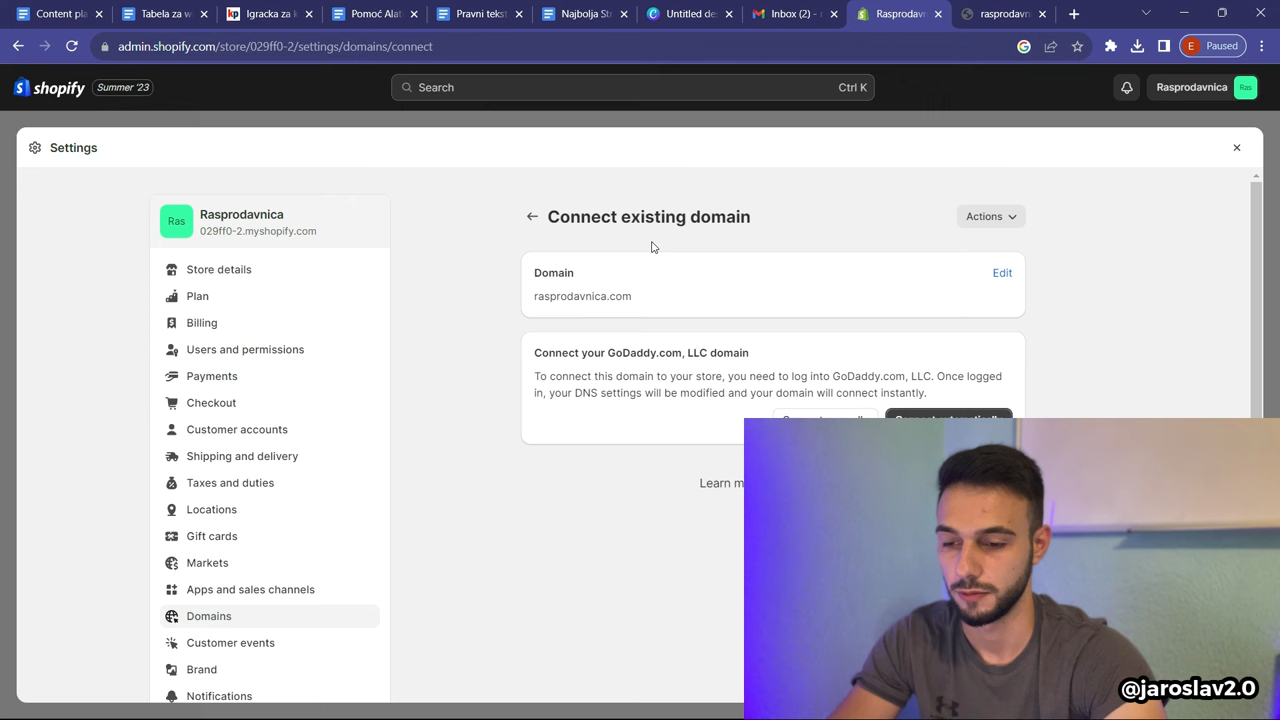 Content pla
Tabela za w
Igracka za k
Pomoć Alat
Pravni tekst
Najbolja Str
Untitled de
Inbox (2) -
Rasprodavn
rasprodavn
admin.shopify.com/store/029ff0-2/settings/domains/connect
E Paused
shopify Summer '23
Search Ctrl K
Rasprodavnica Ras
Settings
Ras
Rasprodavnica
029ff0-2.myshopify.com
Store details
Plan
Billing
Users and permissions
Payments
Checkout
Customer accounts
Shipping and delivery
Taxes and duties
Locations
Gift cards
Markets
Apps and sales channels
Domains
Customer events
Brand
Notifications
Connect existing domain
Actions
Domain
Edit
rasprodavnica.com
Connect your GoDaddy.com, LLC domain
To connect this domain to your store, you need to log into GoDaddy.com, LLC. Once logged
in, your DNS settings will be modified and your domain will connect instantly.
Learn m
@jaroslav2.0